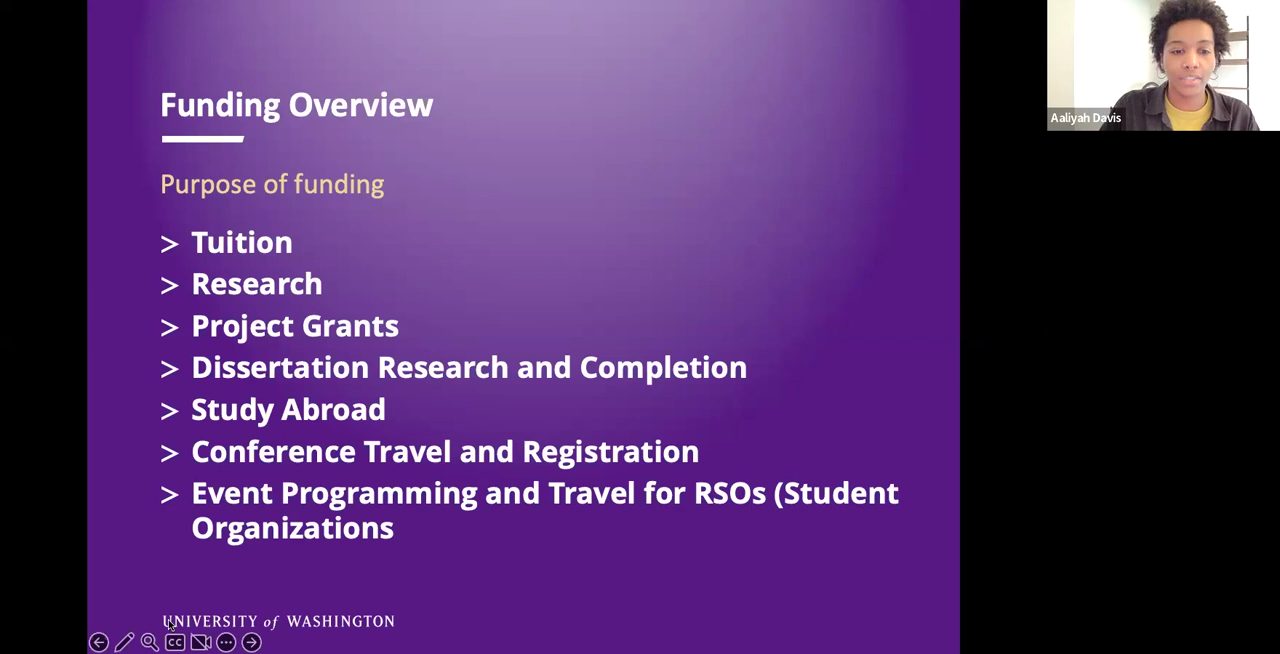 Funding Overview
Purpose of funding
> Tuition
> Research
> Project Grants
> Dissertation Research and Completion
> Study Abroad
> Conference Travel and Registration
> Event Programming and Travel for RSOs (Student
Organizations
UNIVERSITY of WASHINGTON
CC
Aaliyah Davis